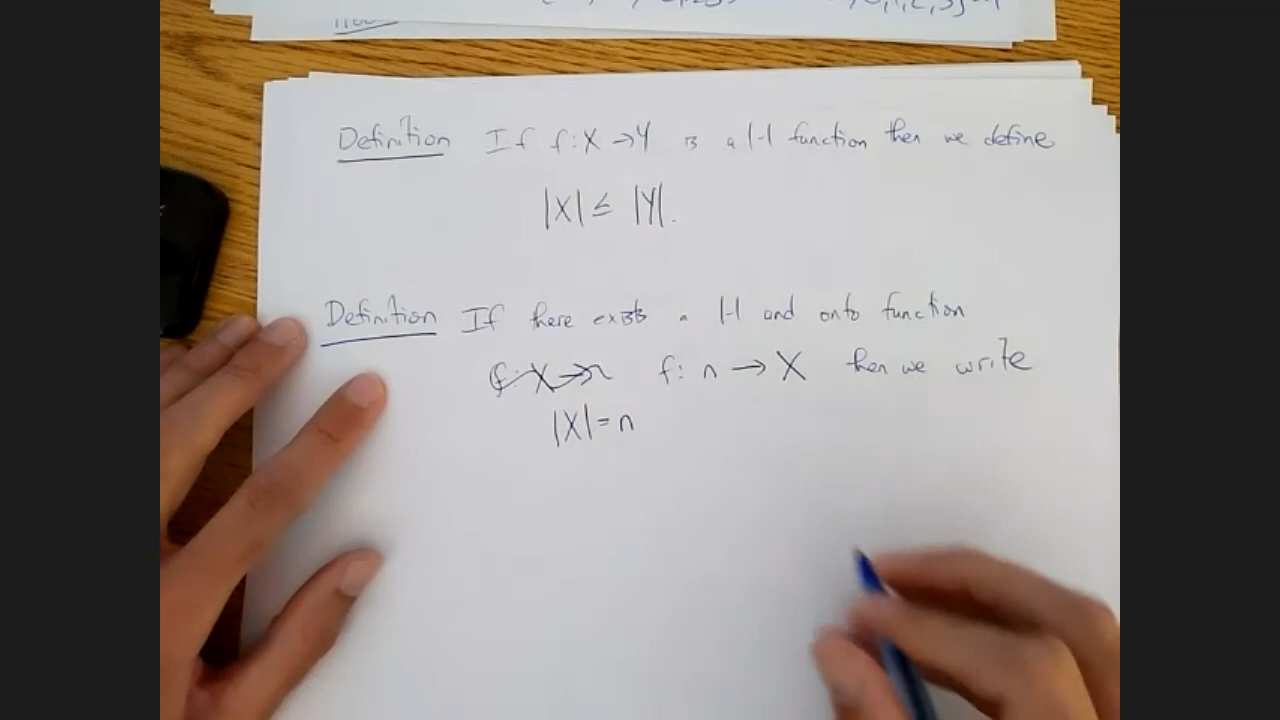 Definition If f: X → Y is a 1-1 function then we define
|X| ≤ |Y|.
Definition If there exists a 1-1 and onto function
f: n → X then we write
|X| = n